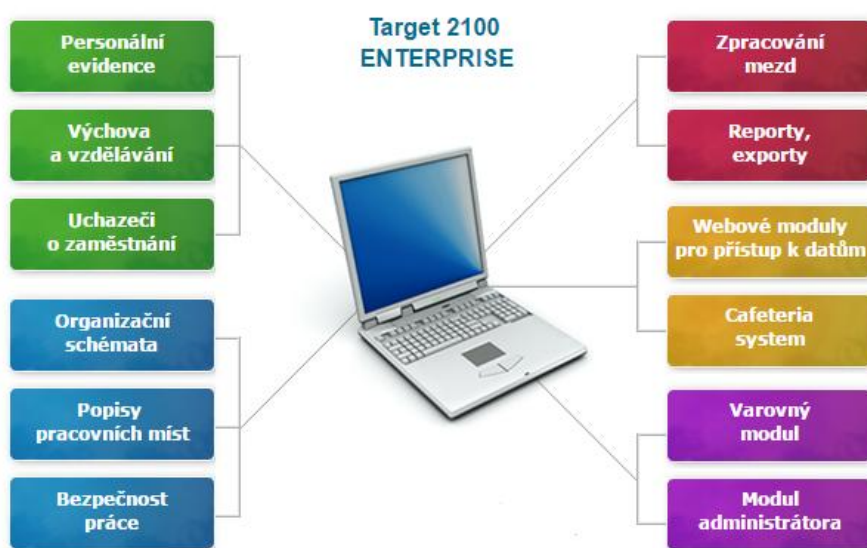 Target 2100
ENTERPRISE
Personální
evidence
Výchova
a vzdělávání
Uchazeči
o zaměstnání
Organizační
schémata
Popisy
pracovních míst
Bezpečnost
práce
Zpracování
mezd
Reporty,
exporty
Webové moduly
pro přístup k datům
Cafeteria
system
Varovný
modul
Modul
administrátora